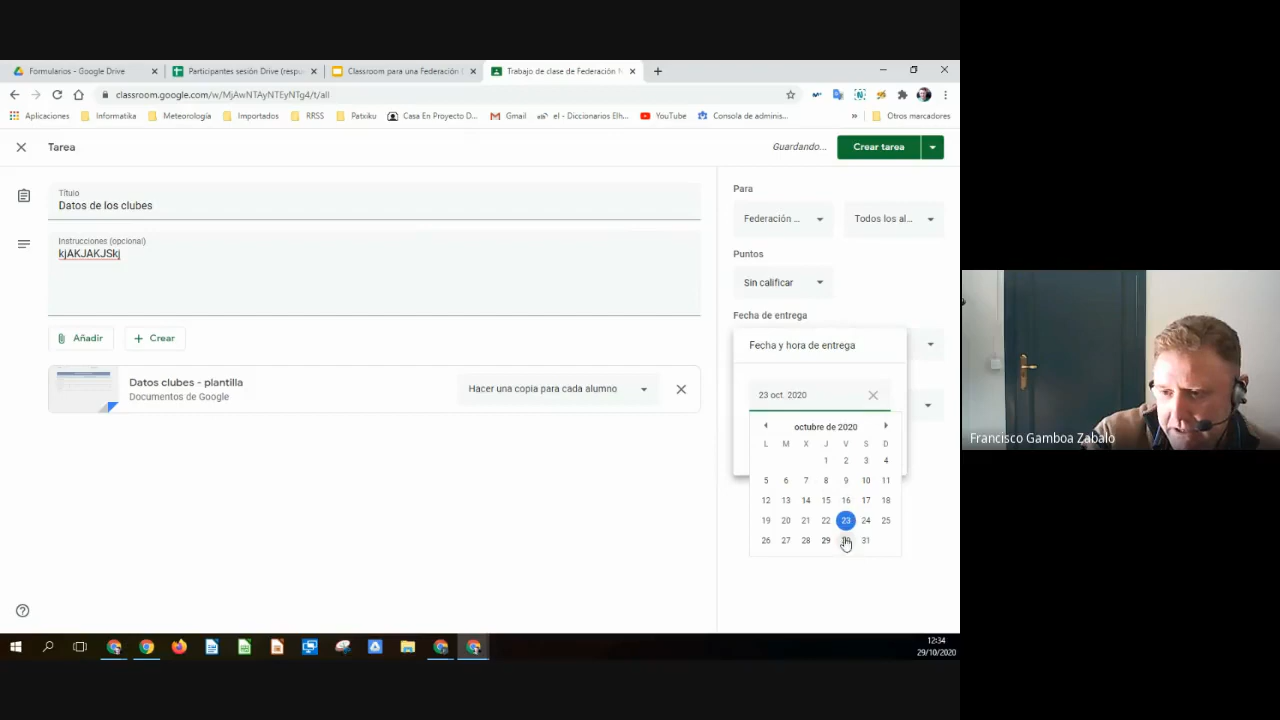 Formularios - Google Drive
Participantes sesión Drive (respu
Classroom para una Federación
Trabajo de clase de Federación N
classroom.google.com/w/MjAwNTAyNTEyNTg4/t/all
Aplicaciones
Informatika
Meteorología
Importados
RRSS
Patxiku
Casa En Proyecto D...
Gmail
el - Diccionarios Elh...
YouTube
Consola de adminis...
»
Otros marcadores
Tarea
Guardando...
Crear tarea
Título
Datos de los clubes
Instrucciones (opcional)
kjAKJAKJSkj
Añadir
Crear
Datos clubes - plantilla
Documentos de Google
Hacer una copia para cada alumno
Para
Federación ...
Todos los al...
Puntos
Sin calificar
Fecha de entrega
Fecha y hora de entrega
23 oct. 2020
octubre de 2020
L M X J V S D
1 2 3 4
5 6 7 8 9 10 11
12 13 14 15 16 17 18
19 20 21 22 23 24 25
26 27 28 29 30 31
12:34
29/10/2020
Francisco Gamboa Zabalo